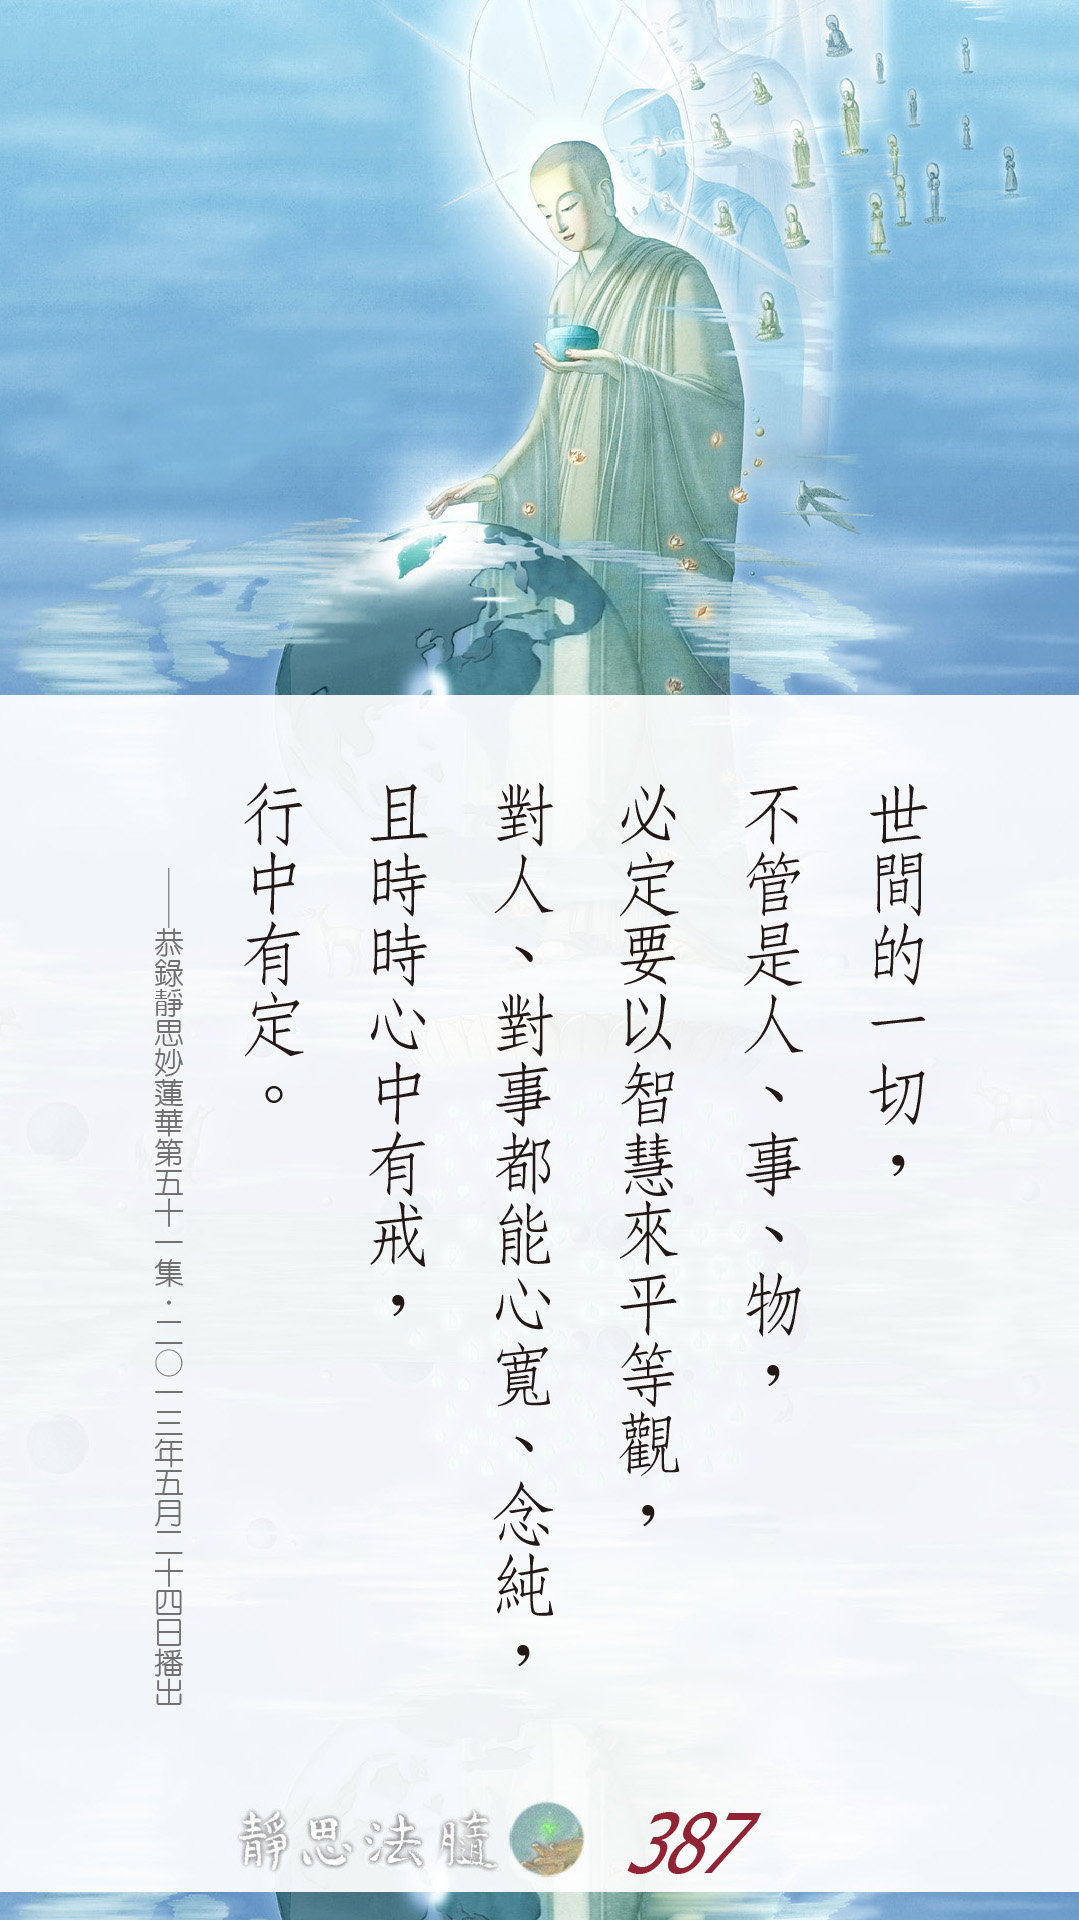 世間的一切，
不管是人、事、物，
必定要以智慧來平等觀，
對人、對事都能心寬、念純，
且時時心中有戒，
行中有定。
——恭錄靜思妙蓮華第五十一集．二〇一三年五月二十四日播出
靜思法髓
387